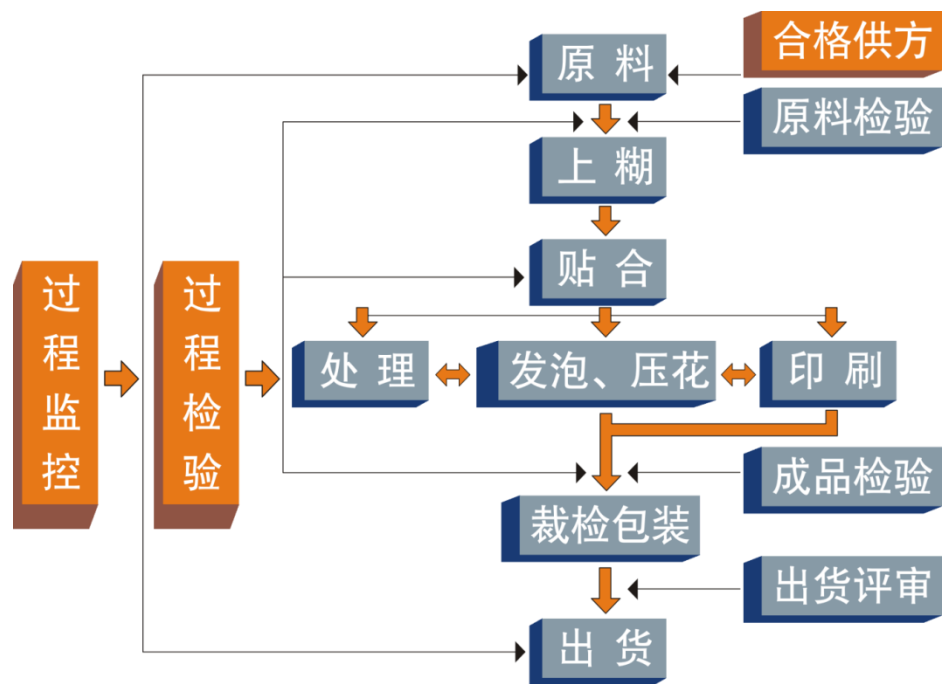 合格供方
原料
原料检验
上糊
贴合
过程监控
过程检验
处理
发泡、压花
印刷
成品检验
裁检包装
出货评审
出货